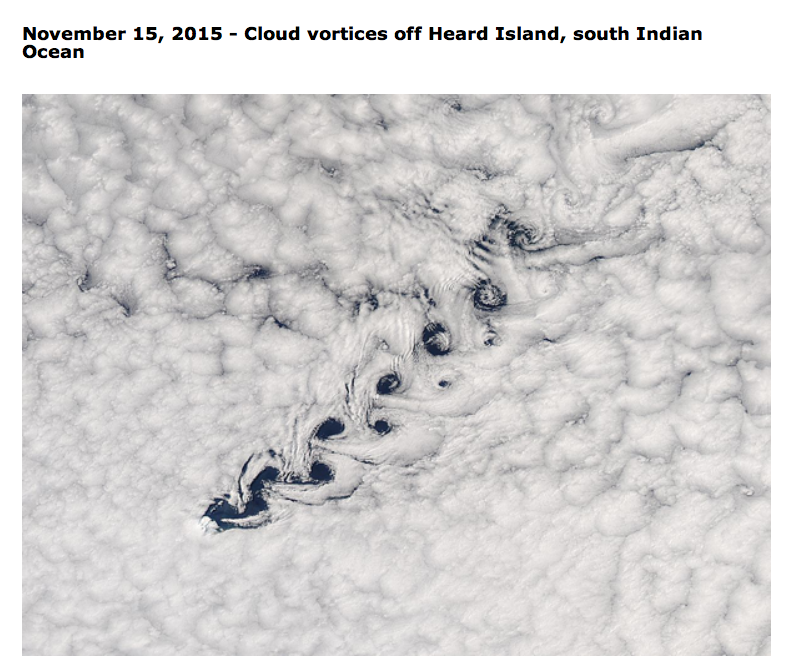 November 15, 2015 - Cloud vortices off Heard Island, south Indian
Ocean